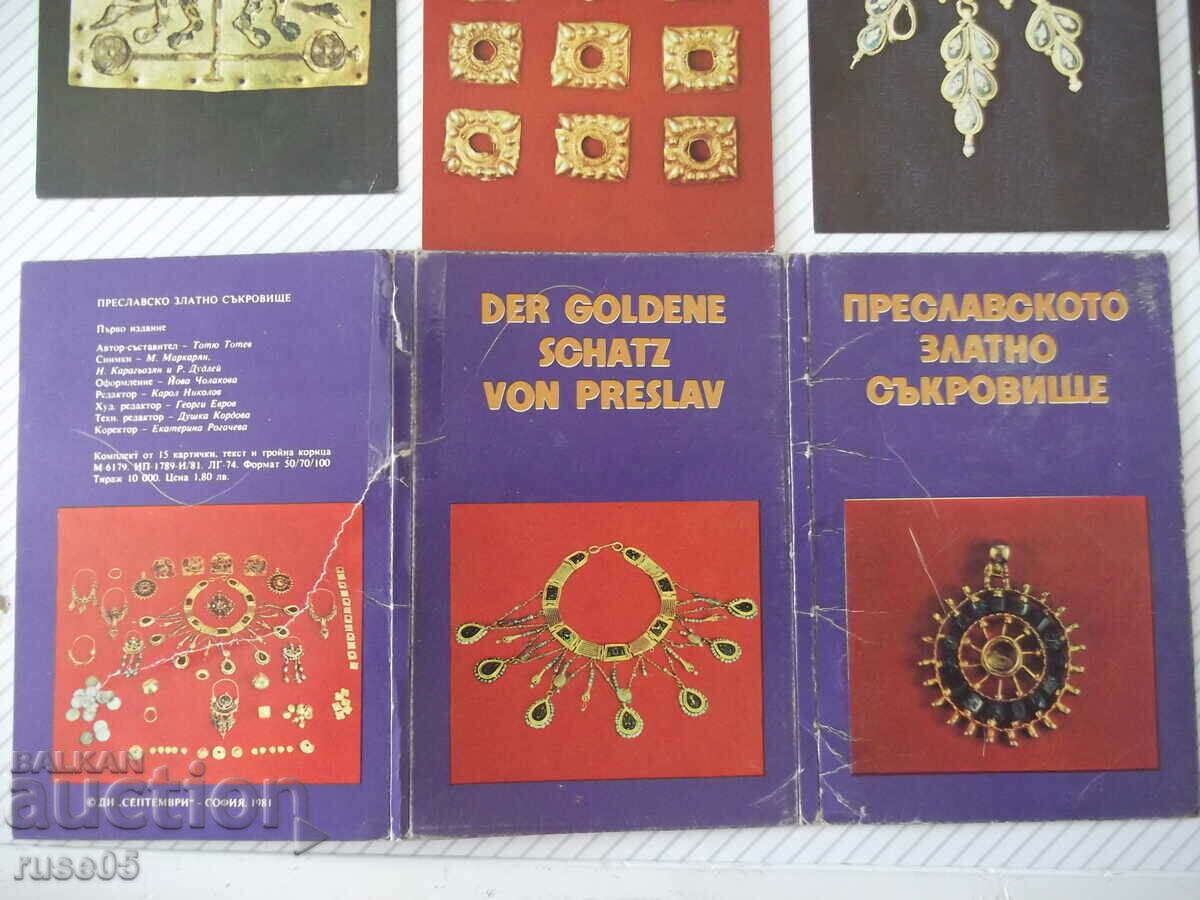 ПРЕСЛАВСКО ЗЛАТНО СЪКРОВИЩЕ
Първо издание
Автор-съставител – Тотю Тотев
Снимки – М. Маркарян,
Н. Карагьозян и Р. Дудлей
Оформление – Йова Чолакова
Редактор – Карол Николов
Худ. редактор – Георги Евров
Техн. редактор – Душка Кордова
Коректор – Екатерина Рогачева
Комплект от 15 картички, текст и гройна корица
М-6179. ИП 1789-И/81. ЛГ-74. Формат 50/70/100
Тираж 10 000. Цена 1,80 лв.
© ДИ „СЕПТЕМВРИ" – СОФИЯ, 1981
DER GOLDENE
SCHATZ
VON PRESLAV
ПРЕСЛАВСКОТО
ЗЛАТНО
СЪКРОВИЩЕ
BALKAN
auction
ruse05